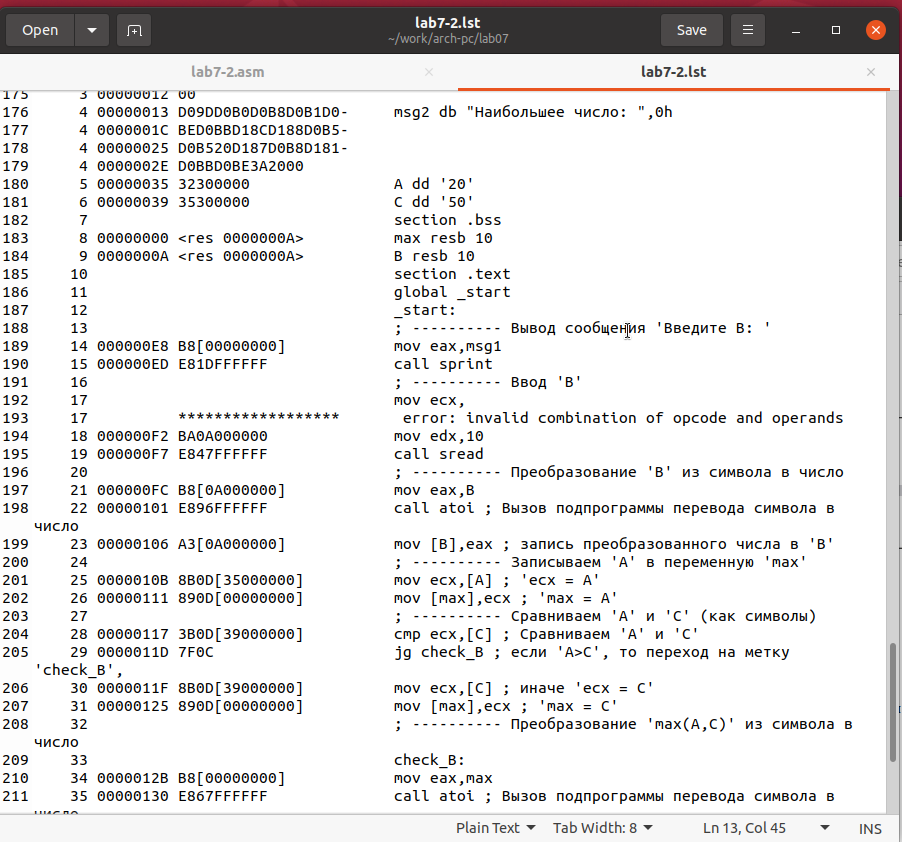 Open
lab7-2.lst
~/work/arch-pc/lab07
Save
lab7-2.asm
lab7-2.lst
175 3 00000012 00
176 4 00000013 D09DD0B0D0B8D0B1D0- msg2 db "Наибольшее число: ",0h
177 4 0000001C BED0BBD18CD188D0B5-
178 4 00000025 D0B520D187D0B8D181-
179 4 0000002E D0BBD0BE3A2000
180 5 00000035 32300000 A dd '20'
181 6 00000039 35300000 C dd '50'
182 7 section .bss
183 8 00000000 <res 0000000A> max resb 10
184 9 0000000A <res 0000000A> B resb 10
185 10 section .text
186 11 global _start
187 12 _start:
188 13 ; ---------- Вывод сообщения 'Введите B: '
189 14 000000E8 B8[00000000] mov eax,msg1
190 15 000000ED E81DFFFFFF call sprint
191 16 ; ---------- Ввод 'B'
192 17 mov ecx,
193 17 ****************** error: invalid combination of opcode and operands
194 18 000000F2 BA0A000000 mov edx,10
195 19 000000F7 E847FFFFFF call sread
196 20 ; ---------- Преобразование 'B' из символа в число
197 21 000000FC B8[0A000000] mov eax,B
198 22 00000101 E896FFFFFF call atoi ; Вызов подпрограммы перевода символа в
число
199 23 00000106 A3[0A000000] mov [B],eax ; запись преобразованного числа в 'B'
200 24 ; ---------- Записываем 'A' в переменную 'max'
201 25 0000010B 8B0D[35000000] mov ecx,[A] ; 'ecx = A'
202 26 00000111 890D[00000000] mov [max],ecx ; 'max = A'
203 27 ; ---------- Сравниваем 'A' и 'С' (как символы)
204 28 00000117 3B0D[39000000] cmp ecx,[C] ; Сравниваем 'A' и 'С'
205 29 0000011D 7F0C jg check_B ; если 'A>C', то переход на метку
'check_B',
206 30 0000011F 8B0D[39000000] mov ecx,[C] ; иначе 'ecx = C'
207 31 00000125 890D[00000000] mov [max],ecx ; 'max = C'
208 32 ; ---------- Преобразование 'max(A,C)' из символа в
число
209 33 check_B:
210 34 0000012B B8[00000000] mov eax,max
211 35 00000130 E867FFFFFF call atoi ; Вызов подпрограммы перевода символа в
число
Plain Text Tab Width: 8 Ln 13, Col 45 INS